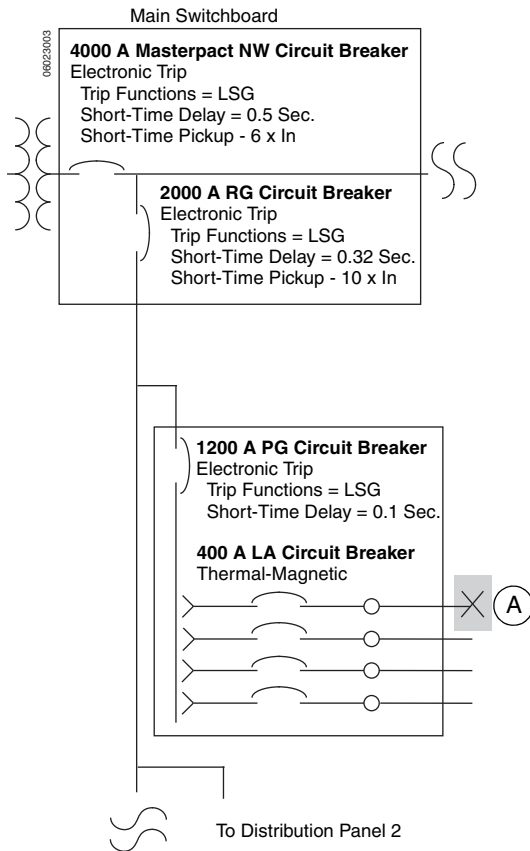 Main Switchboard
06023003
4000 A Masterpact NW Circuit Breaker
Electronic Trip
Trip Functions = LSG
Short-Time Delay = 0.5 Sec.
Short-Time Pickup - 6 x In
2000 A RG Circuit Breaker
Electronic Trip
Trip Functions = LSG
Short-Time Delay = 0.32 Sec.
Short-Time Pickup - 10 x In
1200 A PG Circuit Breaker
Electronic Trip
Trip Functions = LSG
Short-Time Delay = 0.1 Sec.
400 A LA Circuit Breaker
Thermal-Magnetic
A
To Distribution Panel 2